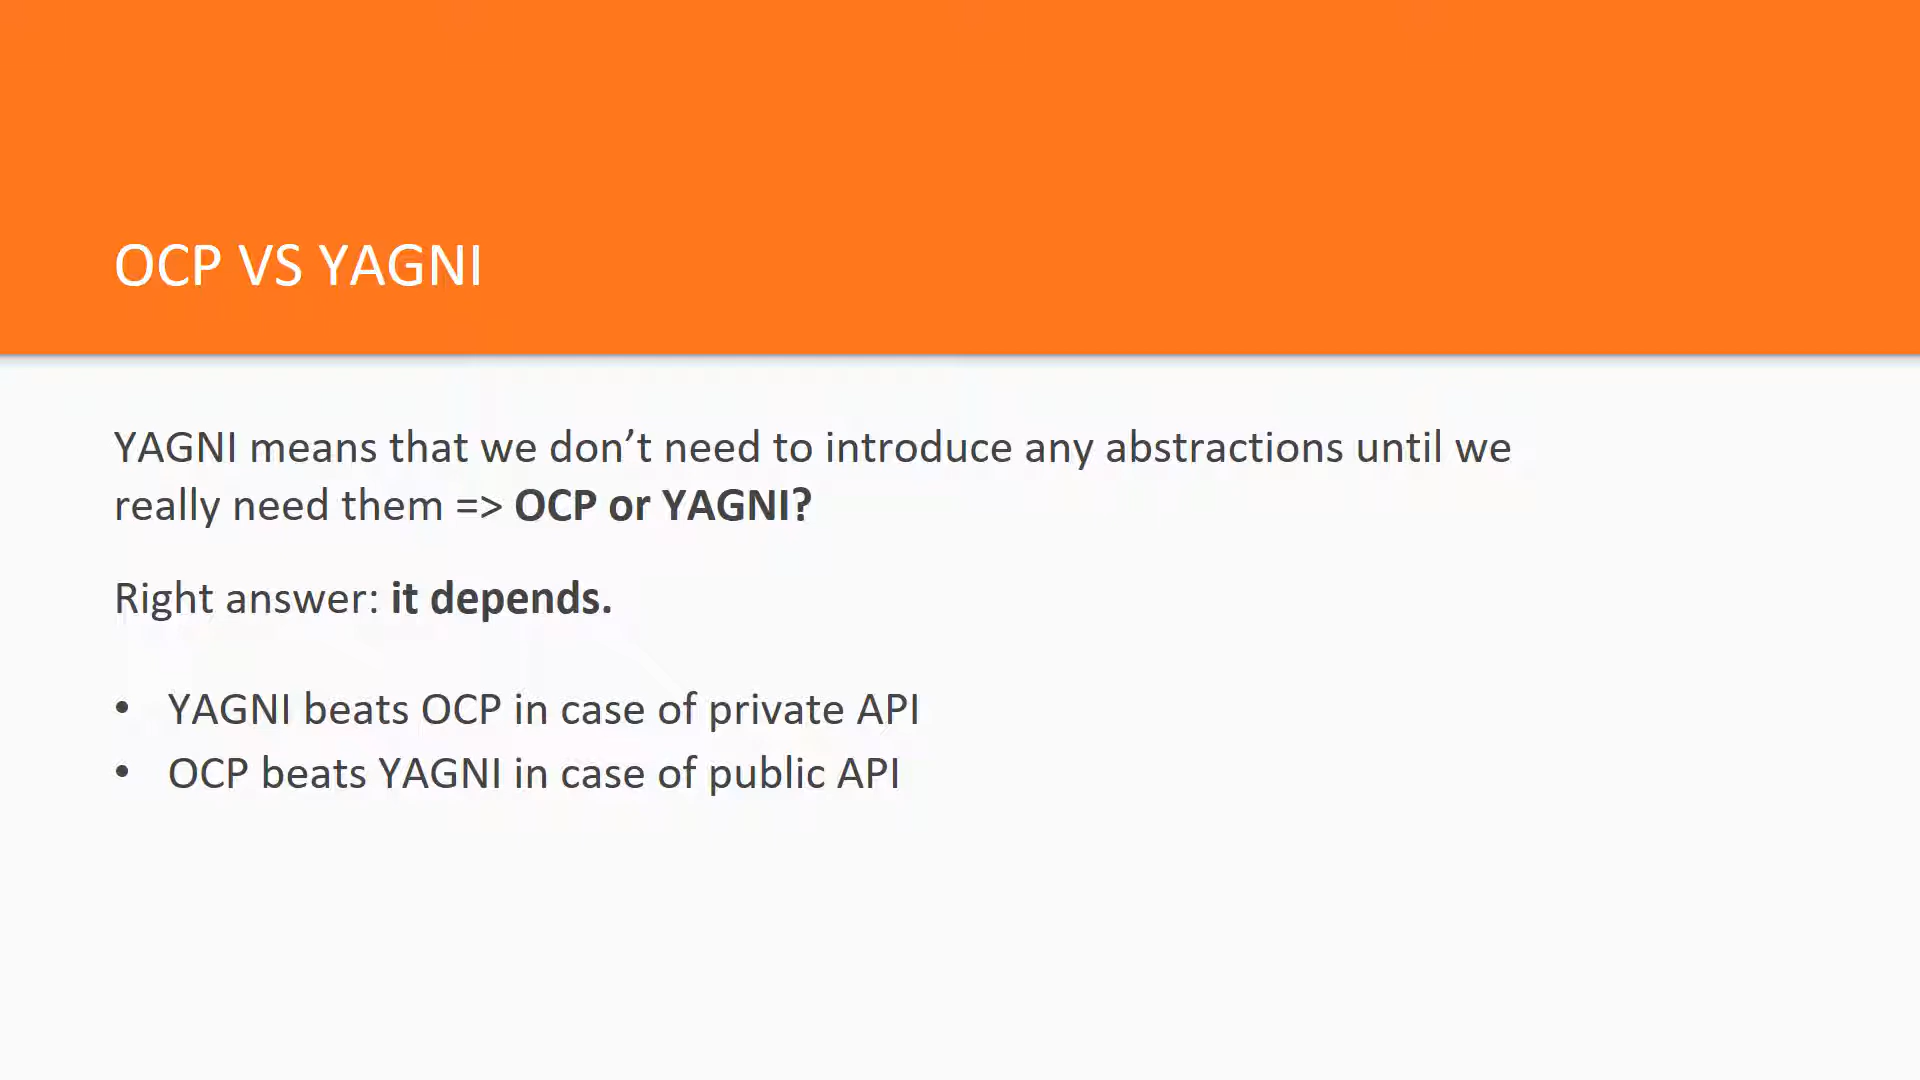 OCP VS YAGNI
YAGNI means that we don’t need to introduce any abstractions until we
really need them => OCP or YAGNI?
Right answer: it depends.
• YAGNI beats OCP in case of private API
• OCP beats YAGNI in case of public API